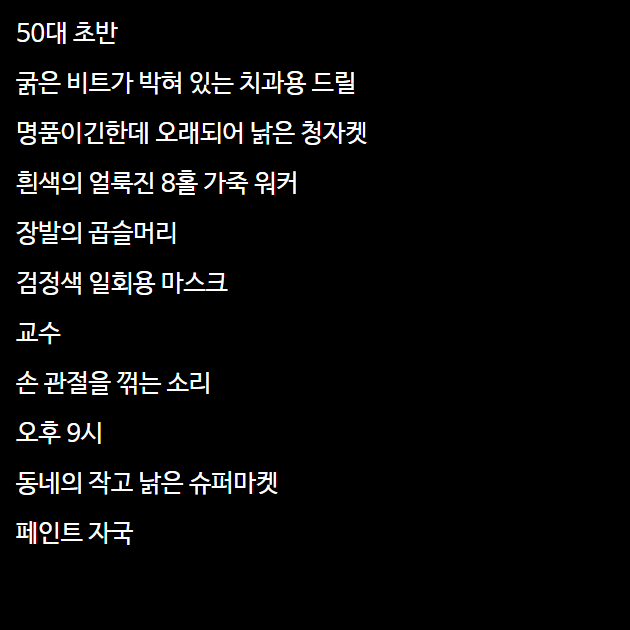 50대 초반
굵은 비트가 박혀 있는 치과용 드릴
명품이긴한데 오래되어 낡은 청자켓
흰색의 얼룩진 8홀 가죽 워커
장발의 곱슬머리
검정색 일회용 마스크
교수
손 관절을 꺾는 소리
오후 9시
동네의 작고 낡은 슈퍼마켓
페인트 자국